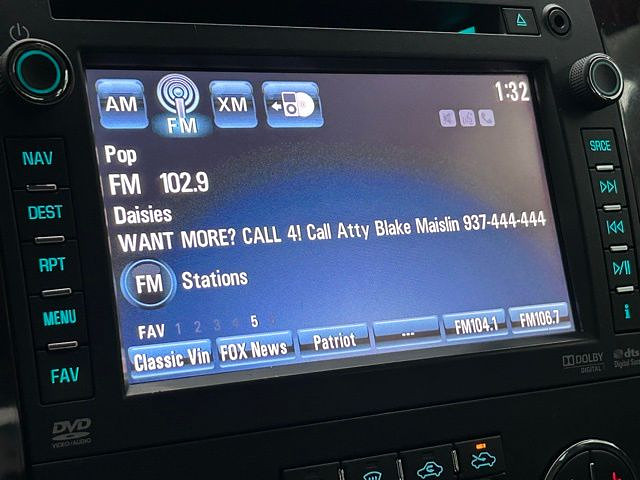 AM FM XM 1:32
Pop
FM 102.9
Daisies
WANT MORE? CALL 4! Call Atty Blake Maislin 937-444-444
FM Stations
FAV 1 2 3 4 5
Classic Vin FOX News Patriot --- FM104.1 FM106.7
NAV
DEST
RPT
MENU
FAV
SRCE
i
DVD
VIDEO/AUDIO
DOLBY
DIGITAL
dts
Digital